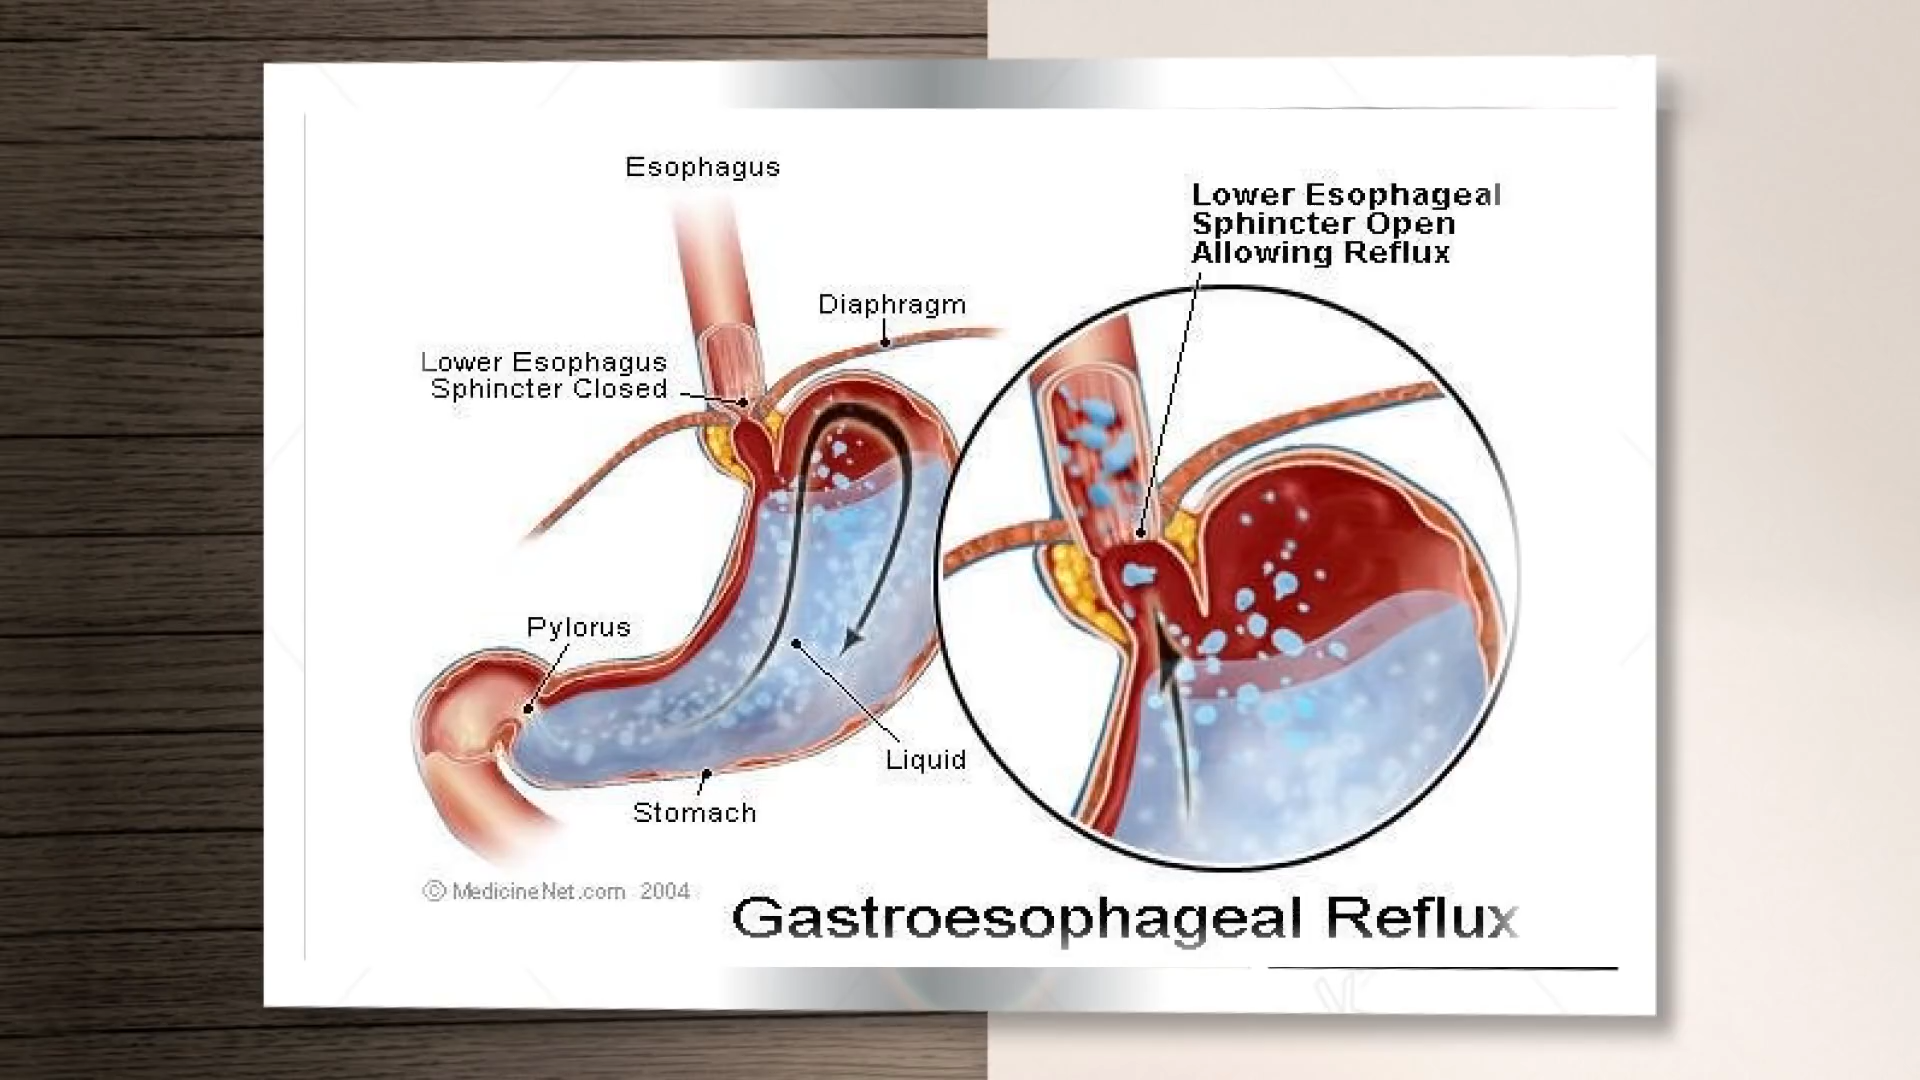 Esophagus
Lower Esophageal
Sphincter Open
Allowing Reflux
Diaphragm
Lower Esophagus
Sphincter Closed
Pylorus
Liquid
Stomach
© MedicineNet.com 2004
Gastroesophageal Reflux